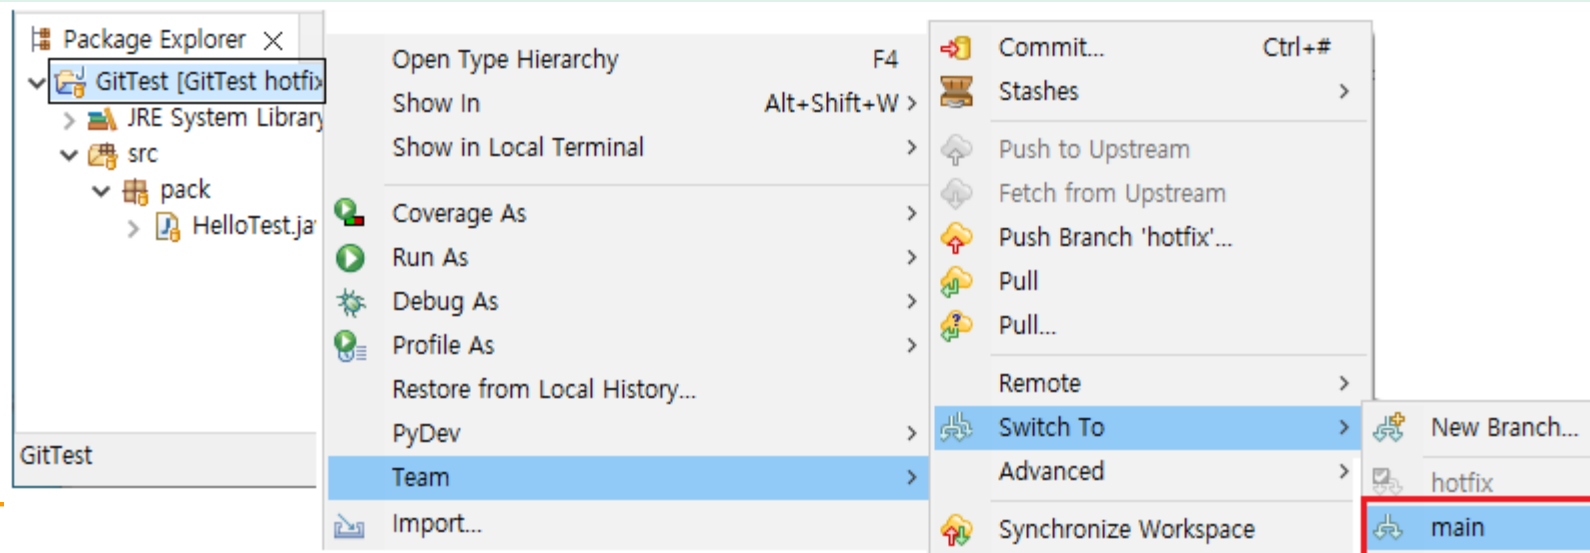 Package Explorer
GitTest [GitTest hotfix
JRE System Library
src
pack
HelloTest.ja
GitTest
Open Type Hierarchy F4
Show In Alt+Shift+W >
Show in Local Terminal >
Coverage As >
Run As >
Debug As >
Profile As >
Restore from Local History...
PyDev >
Team >
Import...
Commit... Ctrl+#
Stashes >
Push to Upstream
Fetch from Upstream
Push Branch 'hotfix'...
Pull
Pull...
Remote >
Switch To >
Advanced >
Synchronize Workspace
New Branch...
hotfix
main